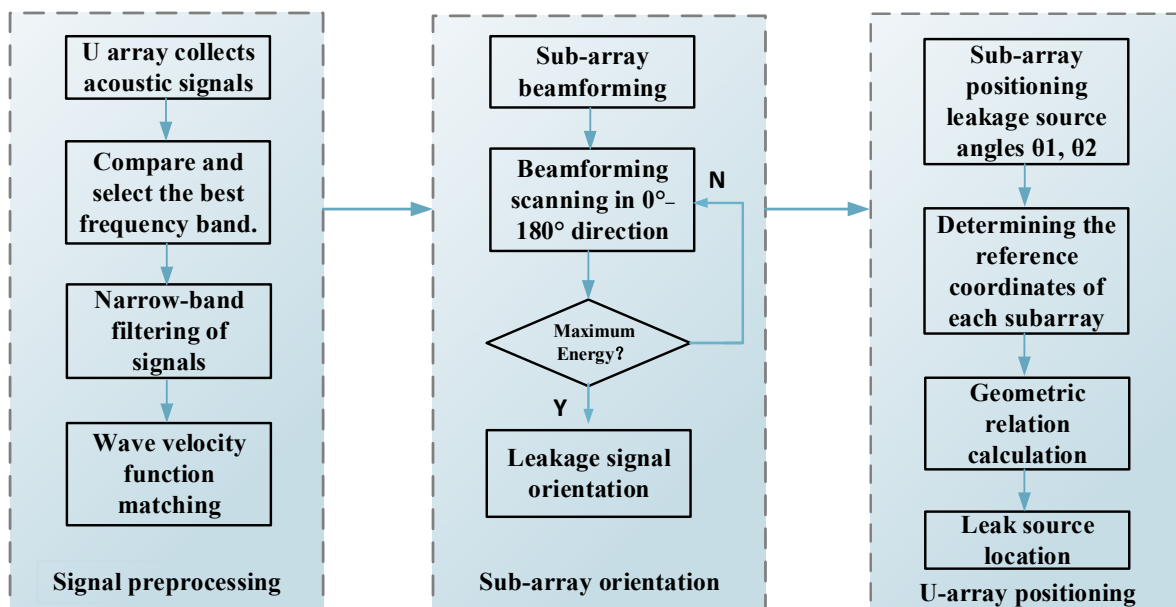 U array collects
acoustic signals
Compare and
select the best
frequency band.
Narrow-band
filtering of
signals
Wave velocity
function
matching
Signal preprocessing
Sub-array
beamforming
Beamforming
scanning in 0°–
180° direction
N
Maximum
Energy?
Y
Leakage signal
orientation
Sub-array orientation
Sub-array
positioning
leakage source
angles θ1, θ2
Determining the
reference
coordinates of
each subarray
Geometric
relation
calculation
Leak source
location
U-array positioning